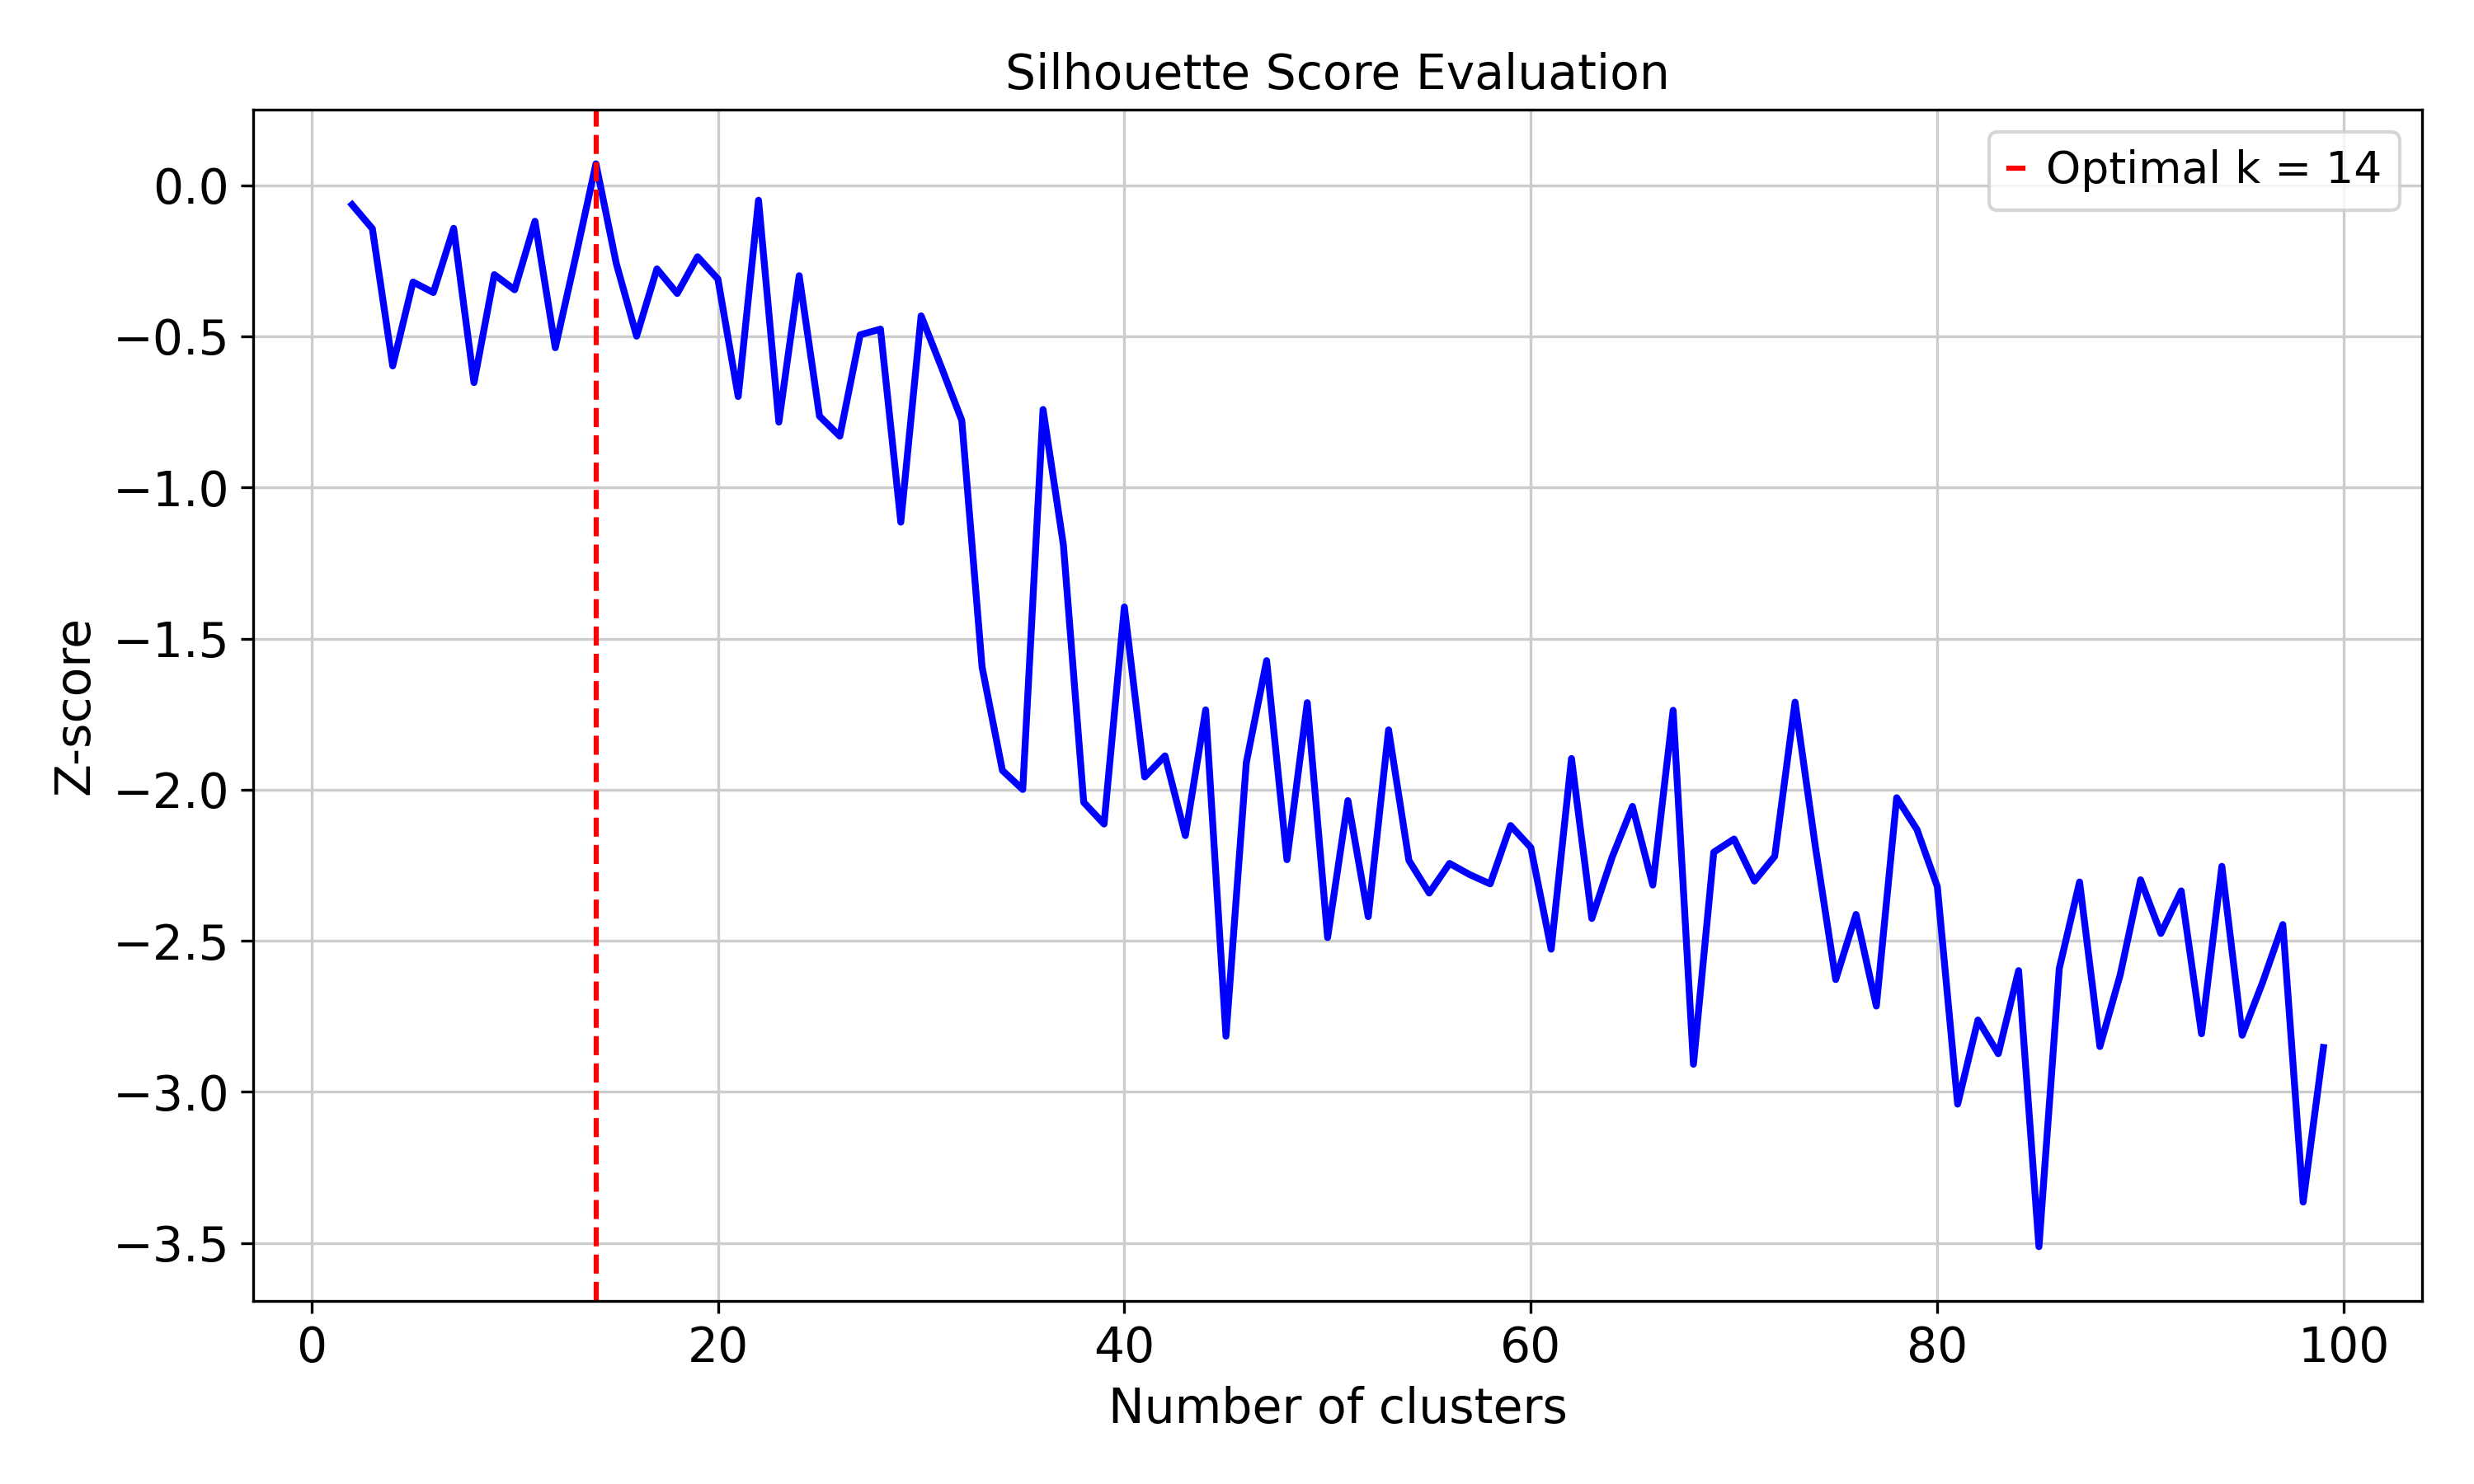 Silhouette Score Evaluation
Optimal k = 14
Z-score
0.0
−0.5
−1.0
−1.5
−2.0
−2.5
−3.0
−3.5
0 20 40 60 80 100
Number of clusters